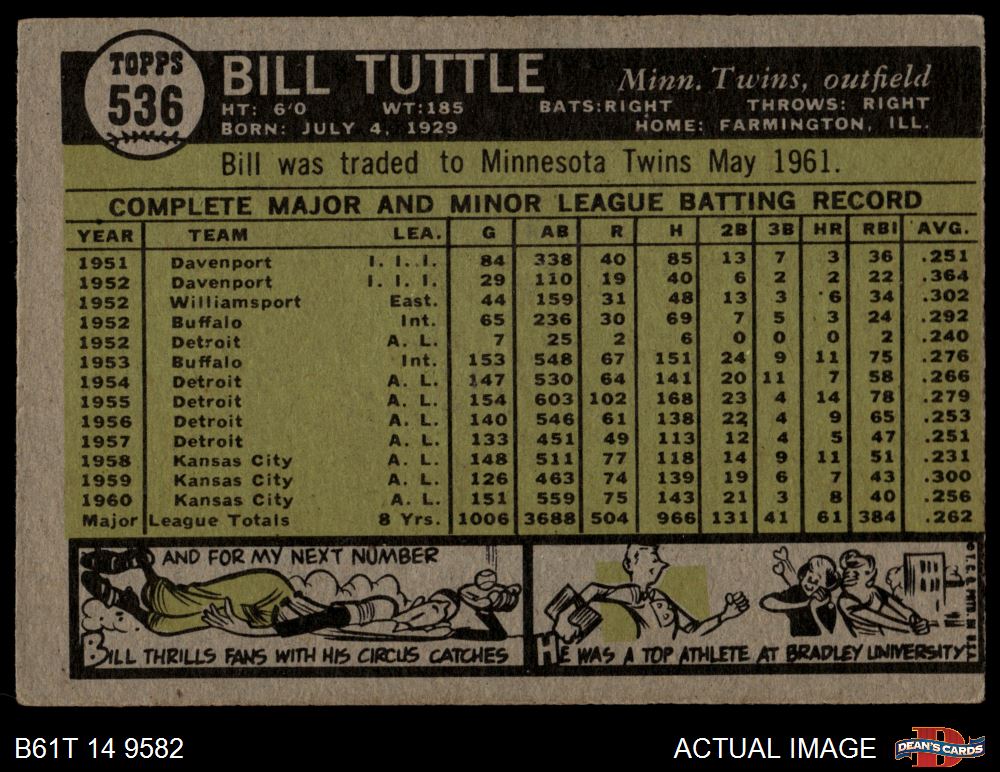 TOPPS
536
BILL TUTTLE
Minn. Twins, outfield
HT: 6'0 WT:185 BATS:RIGHT THROWS: RIGHT
BORN: JULY 4, 1929 HOME: FARMINGTON, ILL.
Bill was traded to Minnesota Twins May 1961.
COMPLETE MAJOR AND MINOR LEAGUE BATTING RECORD
YEAR TEAM LEA. G AB R H 2B 3B HR RBI AVG.
1951 Davenport I. I. I. 84 338 40 85 13 7 3 36 .251
1952 Davenport I. I. I. 29 110 19 40 6 2 2 22 .364
1952 Williamsport East. 44 159 31 48 13 3 6 34 .302
1952 Buffalo Int. 65 236 30 69 7 5 3 24 .292
1952 Detroit A. L. 7 25 2 6 0 0 0 2 .240
1953 Buffalo Int. 153 548 67 151 24 9 11 75 .276
1954 Detroit A. L. 147 530 64 141 20 11 7 58 .266
1955 Detroit A. L. 154 603 102 168 23 4 14 78 .279
1956 Detroit A. L. 140 546 61 138 22 4 9 65 .253
1957 Detroit A. L. 133 451 49 113 12 4 5 47 .251
1958 Kansas City A. L. 148 511 77 118 14 9 11 51 .231
1959 Kansas City A. L. 126 463 74 139 19 6 7 43 .300
1960 Kansas City A. L. 151 559 75 143 21 3 8 40 .256
Major League Totals 8 Yrs. 1006 3688 504 966 131 41 61 384 .262
AND FOR MY NEXT NUMBER
BILL THRILLS FANS WITH HIS CIRCUS CATCHES
HE WAS A TOP ATHLETE AT BRADLEY UNIVERSITY
© T.C.G.
B61T 14 9582
ACTUAL IMAGE
DEAN'S CARDS